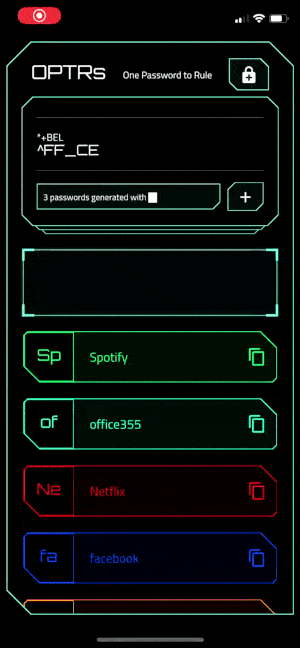 OPTRs One Password to Rule
*+BEL
^FF_CE
3 passwords generated with
+
Sp Spotify
of office355
Ne Netflix
fa facebook